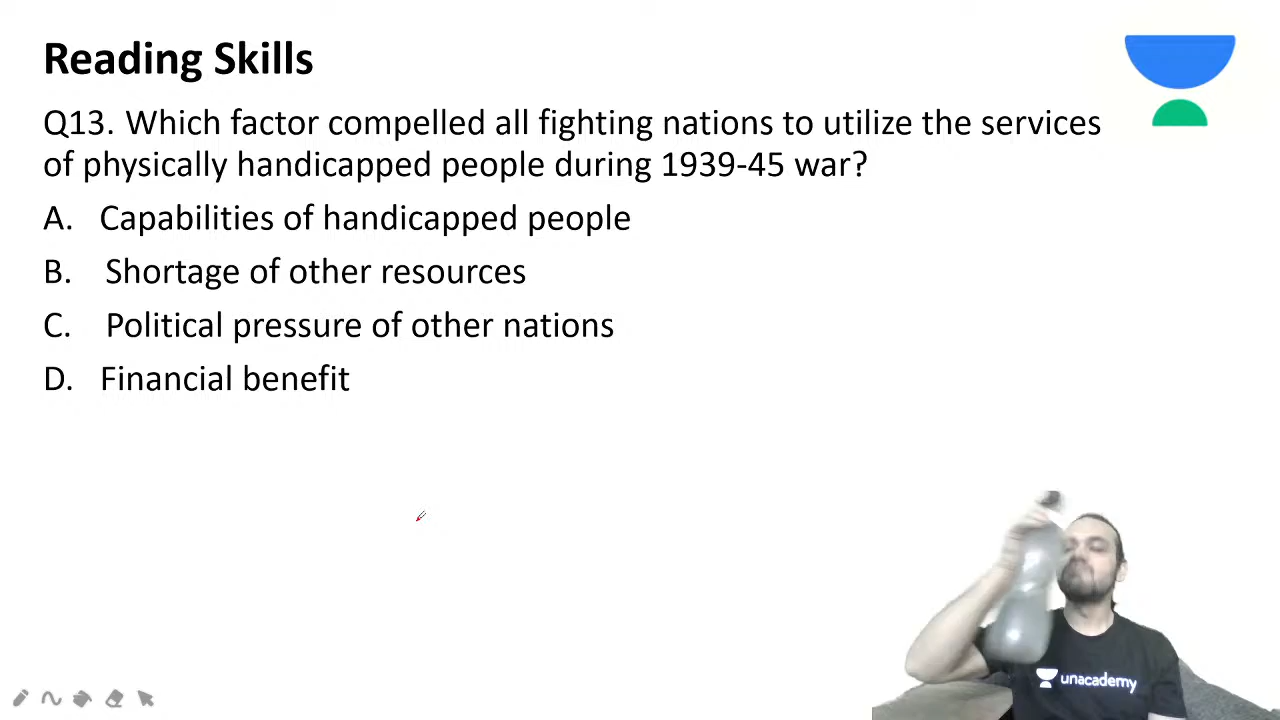 Reading Skills
Q13. Which factor compelled all fighting nations to utilize the services
of physically handicapped people during 1939-45 war?
A. Capabilities of handicapped people
B. Shortage of other resources
C. Political pressure of other nations
D. Financial benefit
unacademy